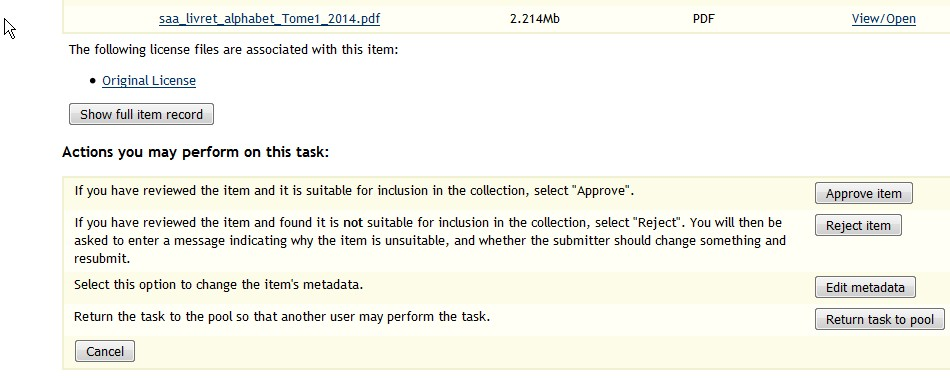 saa_livret_alphabet_Tome1_2014.pdf 2.214Mb PDF View/Open
The following license files are associated with this item:
• Original License
Show full item record
Actions you may perform on this task:
If you have reviewed the item and it is suitable for inclusion in the collection, select "Approve". Approve item
If you have reviewed the item and found it is not suitable for inclusion in the collection, select "Reject". You will then be Reject item
asked to enter a message indicating why the item is unsuitable, and whether the submitter should change something and
resubmit.
Select this option to change the item's metadata. Edit metadata
Return the task to the pool so that another user may perform the task. Return task to pool
Cancel